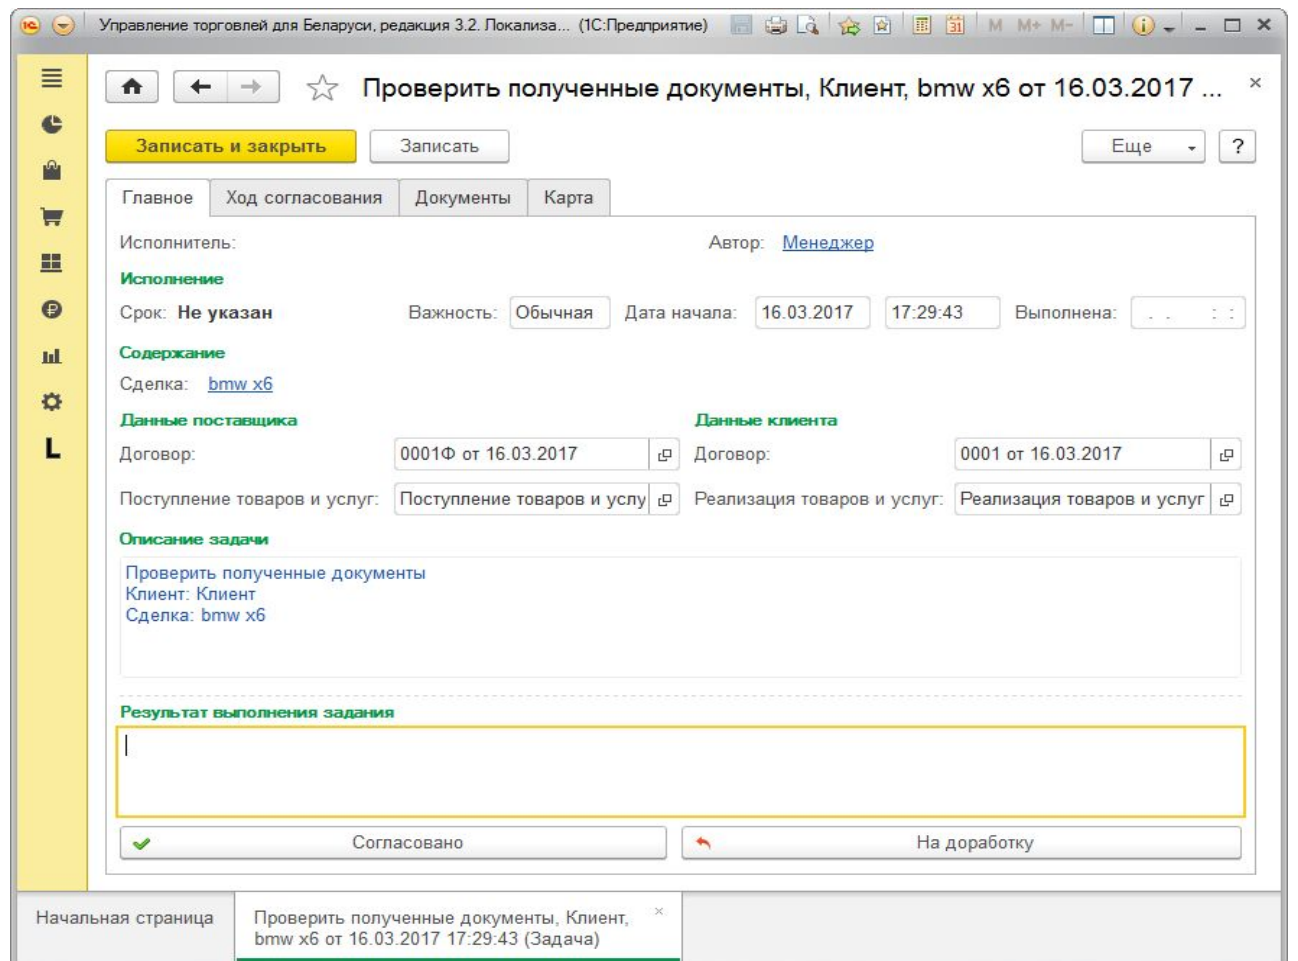 Управление торговлей для Беларуси, редакция 3.2. Локализа... (1С:Предприятие) 31 M M+ M-
Проверить полученные документы, Клиент, bmw x6 от 16.03.2017 ...
Записать и закрыть Записать Еще ?
Главное Ход согласования Документы Карта
Исполнитель: Автор: Менеджер
Исполнение
Срок: Не указан Важность: Обычная Дата начала: 16.03.2017 17:29:43 Выполнена: . . : :
Содержание
Сделка: bmw x6
Данные поставщика Данные клиента
Договор: 0001Ф от 16.03.2017 Договор: 0001 от 16.03.2017
Поступление товаров и услуг: Поступление товаров и услу Реализация товаров и услуг: Реализация товаров и услуг
Описание задачи
Проверить полученные документы
Клиент: Клиент
Сделка: bmw x6
Результат выполнения задания
Согласовано На доработку
Начальная страница Проверить полученные документы, Клиент,
bmw x6 от 16.03.2017 17:29:43 (Задача)